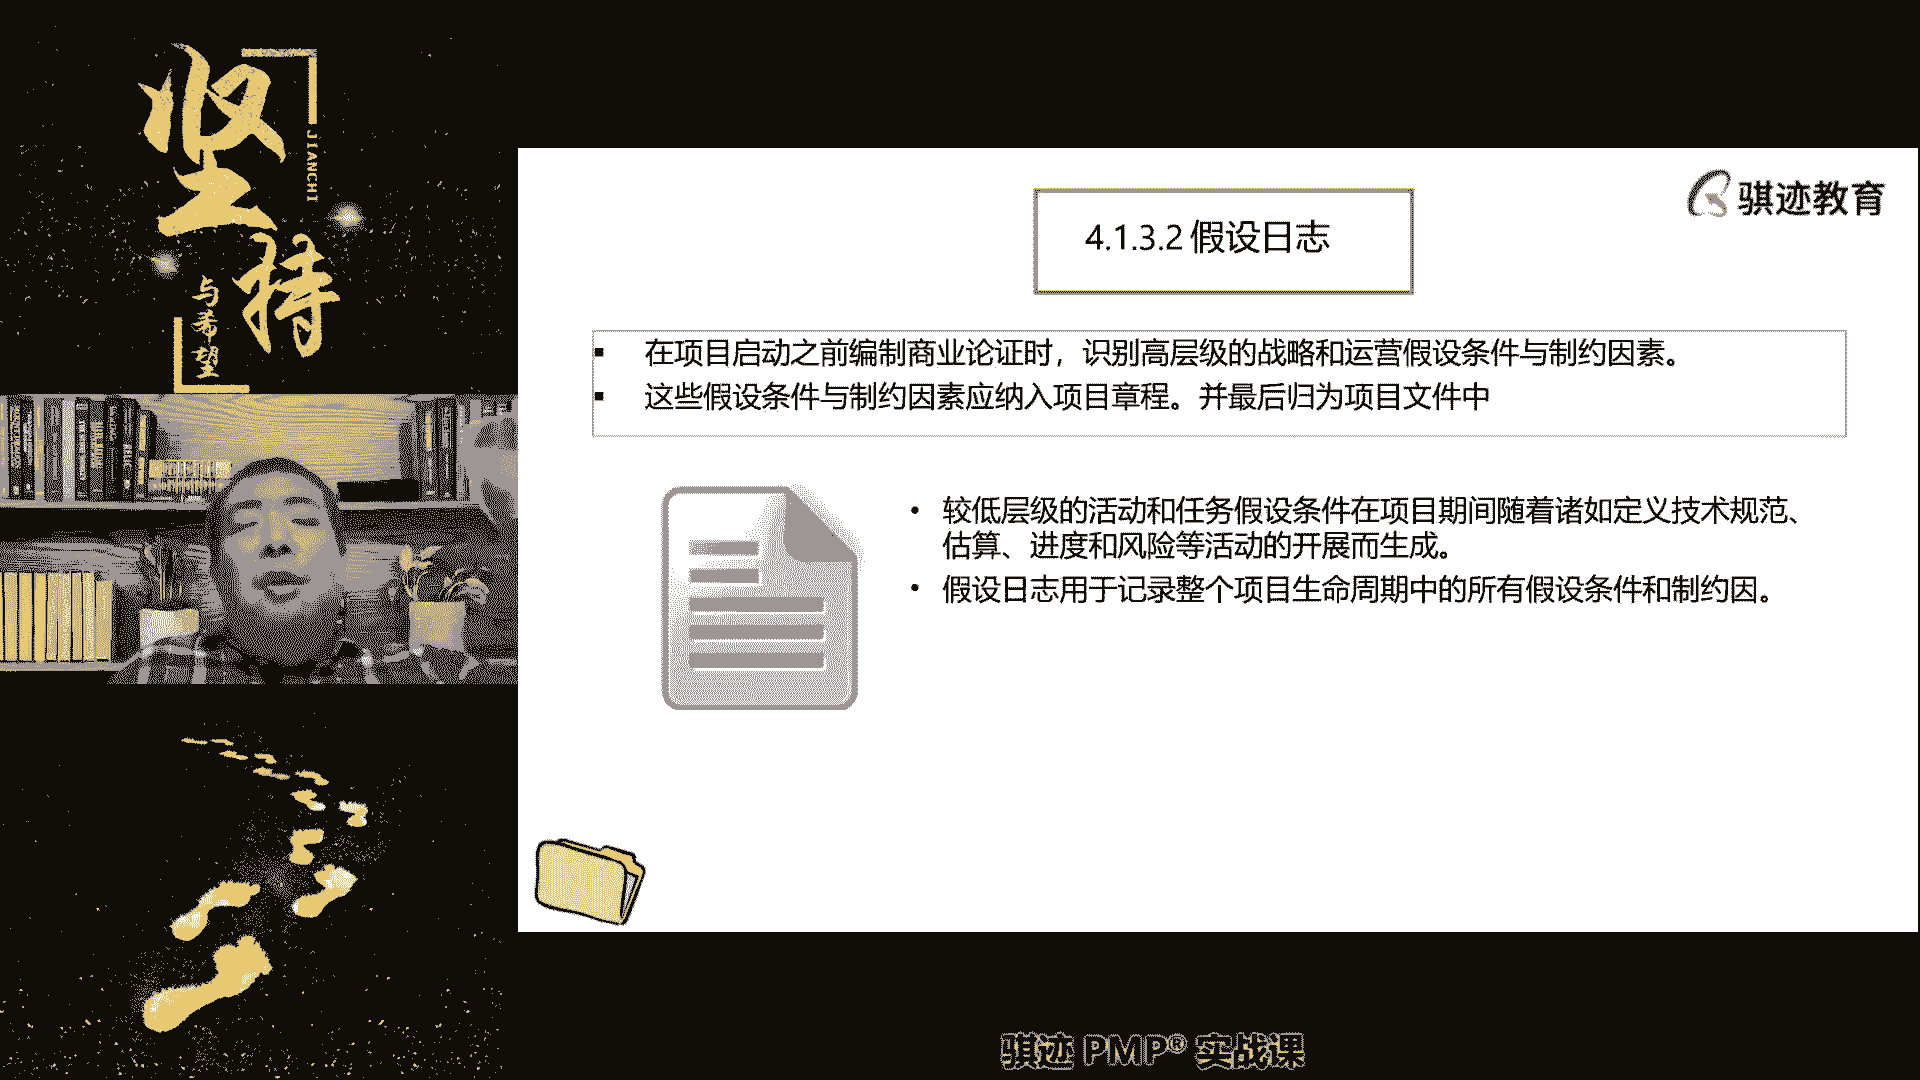 坚持
JIANCHI
与希望
骐迹教育
4.1.3.2 假设日志
▪ 在项目启动之前编制商业论证时，识别高层级的战略和运营假设条件与制约因素。
▪ 这些假设条件与制约因素应纳入项目章程。并最后归为项目文件中
• 较低层级的活动和任务假设条件在项目期间随着诸如定义技术规范、
估算、进度和风险等活动的开展而生成。
• 假设日志用于记录整个项目生命周期中的所有假设条件和制约因。
骐迹 PMP® 实战课